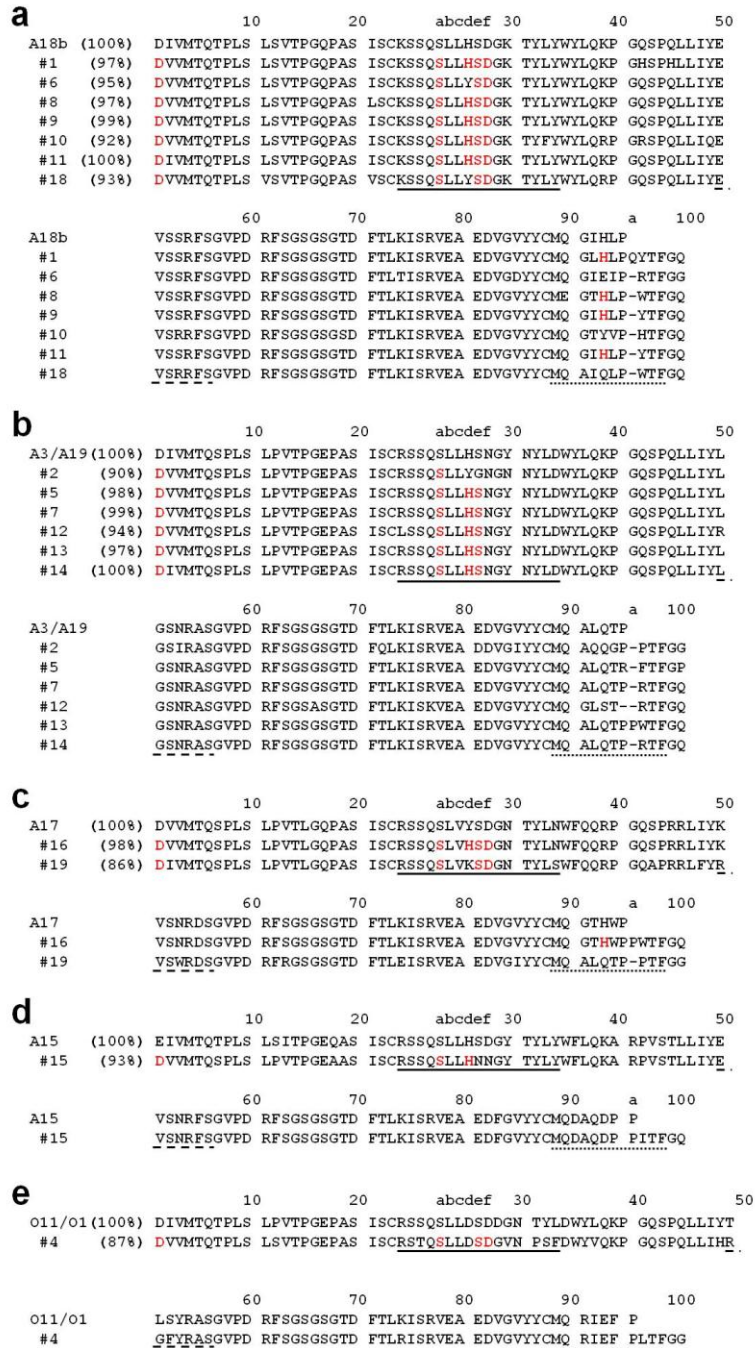 a
10 20 abcdef 30 40 50
A18b (100%) DIVMTQTPLS LSVTPGQPAS ISCKSSQSLLHSDGK TYLYWYLQKP GQSPQLLIYE
#1 (97%) DVVMTQTPLS LSVTPGQPAS ISCKSSQSLLHSDGK TYLYWYLQKP GHSPHLLIYE
#6 (95%) DVVMTQTPLS LSVTPGQPAS ISCKSSQSLLYSDGK TYLYWYLQKP GQSPQLLIYE
#8 (97%) DVVMTQTPLS LSVTPGQPAS LSCKSSQSLLHSDGK TYLYWYLQKP GQSPQLLIYE
#9 (99%) DVVMTQTPLS LSVTPGQPAS ISCKSSQSLLHSDGK TYLYWYLQKP GQSPQLLIYE
#10 (92%) DVVMTQTPLS LSVTPGQPAS ISCKSSQSLLHSDGK TYFYWYLQRP GRSPQLLIQE
#11 (100%) DIVMTQTPLS LSVTPGQPAS ISCKSSQSLLHSDGK TYLYWYLQKP GQSPQLLIYE
#18 (93%) DVVMTQTPLS VSVTPGQPAS VSCKSSQSLLYSDGK TYLYWYLQRP GQSPQLLIYE
60 70 80 90 a 100
A18b VSSRFSGVPD RFSGSGSGTD FTLKISRVEA EDVGVYYCMQ GIHLP
#1 VSSRFSGVPD RFSGSGSGTD FTLKISRVEA EDVGVYYCMQ GLHLPQYTFGQ
#6 VSSRFSGVPD RFSGSGSGTD FTLTISRVEA EDVGDYYCMQ GIEIP-RTFGQ
#8 VSSRFSGVPD RFSGSGSGTD FTLKISRVEA EDVGVYYCME GTHLP-WTFGQ
#9 VSSRFSGVPD RFSGSGSGTD FTLKISRVEA EDVGVYYCMQ GIHLP-YTFGQ
#10 VSRRFSGVPD RFSGSGSGSD FTLKISRVEA EDVGVYYCMQ GTYVP-HTFGQ
#11 VSSRFSGVPD RFSGSGSGTD FTLKISRVEA EDVGVYYCMQ GIHLP-YTFGQ
#18 VSRRFSGVPD RFSGSGSGTD FTLKISRVEA EDVGVYYCMQ AIQLP-WTFGQ
b
10 20 abcdef 30 40 50
A3/A19 (100%) DIVMTQSPLS LPVTPGEPAS ISCRSSQSLLHSNGY NYLDWYLQKP GQSPQLLIYL
#2 (90%) DVVMTQSPLS LPVTPGEPAS ISCRSSQSLLYGNGN NYLDWYLQKP GQSPQLLIYL
#5 (98%) DVVMTQSPLS LPVTPGEPAS ISCRSSQSLLHSNGY NYLDWYLQKP GQSPQLLIYL
#7 (99%) DVVMTQSPLS LPVTPGEPAS ISCRSSQSLLHSNGY NYLDWYLQKP GQSPQLLIYL
#12 (94%) DVVMTQSPLS LPVTPGEPAS ISCLSSQSLLHSNGY NYLDWYLQKP GQSPQLLIYR
#13 (97%) DVVMTQSPLS LPVTPGEPAS ISCRSSQSLLHSNGY NYLDWYLQKP GQSPQLLIYL
#14 (100%) DIVMTQSPLS LPVTPGEPAS ISCRSSQSLLHSNGY NYLDWYLQKP GQSPQLLIYL
60 70 80 90 a 100
A3/A19 GSNRASGVPD RFSGSGSGTD FTLKISRVEA EDVGVYYCMQ ALQTP
#2 GSIRASGVPD RFSGSGSGTD FQLKISRVEA DDVGIYYCMQ AQQGP-PTFGG
#5 GSNRASGVPD RFSGSGSGTD FTLKISRVEA EDVGVYYCMQ ALQTR-FTFGP
#7 GSNRASGVPD RFSGSGSGTD FTLKISRVEA EDVGVYYCMQ ALQTP-RTFGQ
#12 GSNRASGVPD RFSGSASGTD FTLKISKVEA EDVGVYYCMQ GLST--RTFGQ
#13 GSNRASGVPD RFSGSGSGTD FTLKISRVEA EDVGVYYCMQ ALQTPPWTFGQ
#14 GSNRASGVPD RFSGSGSGTD FTLKISRVEA EDVGVYYCMQ ALQTP-RTFGQ
c
10 20 abcdef 30 40 50
A17 (100%) DVVMTQSPLS LPVTLGQPAS ISCRSSQSLVYSDGN TYLNWFQQRP GQSPRRLIYK
#16 (98%) DVVMTQSPLS LPVTLGQPAS ISCRSSQSLVHSDGN TYLNWFQQRP GQSPRRLIYK
#19 (86%) DIVMTQSPLS LPVTLGQPAS ISCRSSQSLVKSDGN TYLSWFQQRP GQAPRRLFYR
60 70 80 90 a 100
A17 VSNRDSGVPD RFSGSGSGTD FTLKISRVEA EDVGVYYCMQ GTHWP
#16 VSNRDSGVPD RFSGSGSGTD FTLKISRVEA EDVGVYYCMQ GTHWPPWTFGQ
#19 VSWRDSGVPD RFRGSGSGTD FTLEISRVEA EDVGIYYCMQ ALQTP-PTFGG
d
10 20 abcdef 30 40 50
A15 (100%) EIVMTQTPLS LSITPGEQAS ISCRSSQSLLHSDGY TYLYWFLQKA RPVSTLLIYE
#15 (93%) DVVMTQTPLS LPVTPGEAAS ISCRSSQSLLHNNGY TYLYWFLQKA RPVSTLLIYE
60 70 80 90 a 100
A15 VSNRFSGVPD RFSGSGSGTD FTLKISRVEA EDFGVYYCMQDAQDP P
#15 VSNRFSGVPD RFSGSGSGTD FTLKISRVEA EDFGVYYCMQDAQDP PITFGQ
e
10 20 abcdef 30 40 50
O11/O1 (100%) DIVMTQTPLS LPVTPGEPAS ISCRSSQSLLDSDDGN TYLDWYLQKP GQSPQLLIYT
#4 (87%) DVVMTQTPLS LPVTPGEPAS ISCRSTQSLLDSDDGVN PSFDWYVQKP GQSPQLLIHR
60 70 80 90 100
O11/O1 LSYRASGVPD RFSGSGSGTD FTLKISRVEA EDVGVYYCMQ RIEFP
#4 GFYRASGVPD RFSGSGSGTD FTLRISRVEA EDVGVYYCMQ RIEF PLTFGG